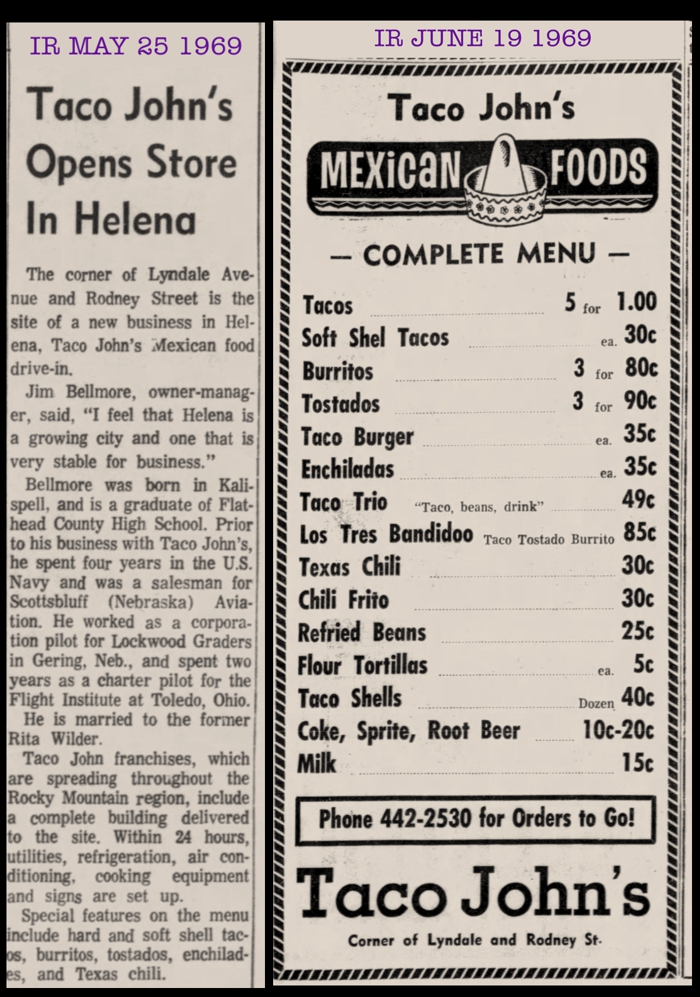 IR MAY 25 1969
Taco John's
Opens Store
In Helena
The corner of Lyndale Ave-
nue and Rodney Street is the
site of a new business in Hel-
ena, Taco John's Mexican food
drive-in.
Jim Bellmore, owner-manag-
er, said, "I feel that Helena is
a growing city and one that is
very stable for business."
Bellmore was born in Kali-
spell, and is a graduate of Flat-
head County High School. Prior
to his business with Taco John's,
he spent four years in the U.S.
Navy and was a salesman for
Scottsbluff (Nebraska) Avia-
tion. He worked as a corpora-
tion pilot for Lockwood Graders
in Gering, Neb., and spent two
years as a charter pilot for the
Flight Institute at Toledo, Ohio.
He is married to the former
Rita Wilder.
Taco John franchises, which
are spreading throughout the
Rocky Mountain region, include
a complete building delivered
to the site. Within 24 hours,
utilities, refrigeration, air con-
ditioning, cooking equipment
and signs are set up.
Special features on the menu
include hard and soft shell tac-
os, burritos, tostados, enchilad-
es, and Texas chili.
IR JUNE 19 1969
Taco John's
MEXICAN FOODS
— COMPLETE MENU —
Tacos 5 for 1.00
Soft Shel Tacos ea. 30c
Burritos 3 for 80c
Tostados 3 for 90c
Taco Burger ea. 35c
Enchiladas ea. 35c
Taco Trio "Taco, beans, drink" 49c
Los Tres Bandidoo Taco Tostado Burrito 85c
Texas Chili 30c
Chili Frito 30c
Refried Beans 25c
Flour Tortillas ea. 5c
Taco Shells Dozen 40c
Coke, Sprite, Root Beer 10c-20c
Milk 15c
Phone 442-2530 for Orders to Go!
Taco John's
Corner of Lyndale and Rodney St.